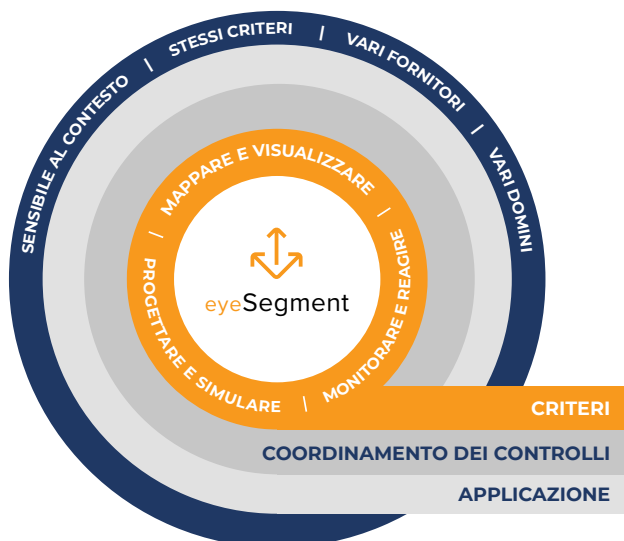 SENSIBILE AL CONTESTO | STESSI CRITERI | VARI FORNITORI | VARI DOMINI
MAPPARE E VISUALIZZARE | MONITORARE E REAGIRE | PROGETTARE E SIMULARE |
eyeSegment
CRITERI
COORDINAMENTO DEI CONTROLLI
APPLICAZIONE